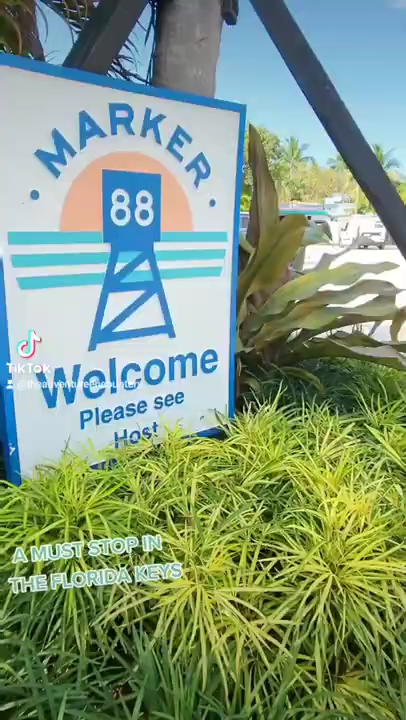 MARKER
88
Welcome
Please see
Host
TikTok
A MUST STOP IN
THE FLORIDA KEYS